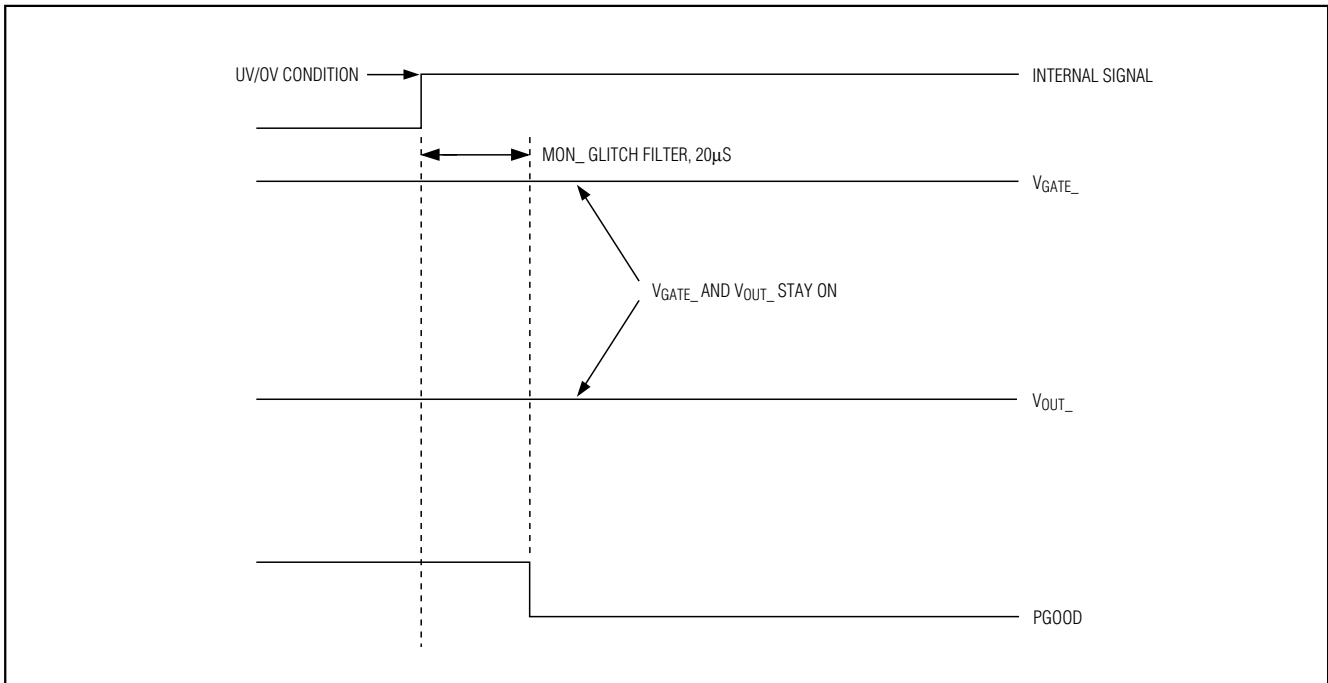 UV/OV CONDITION
INTERNAL SIGNAL
MON_ GLITCH FILTER, 20μS
VGATE_
VGATE_ AND VOUT_ STAY ON
VOUT_
PGOOD